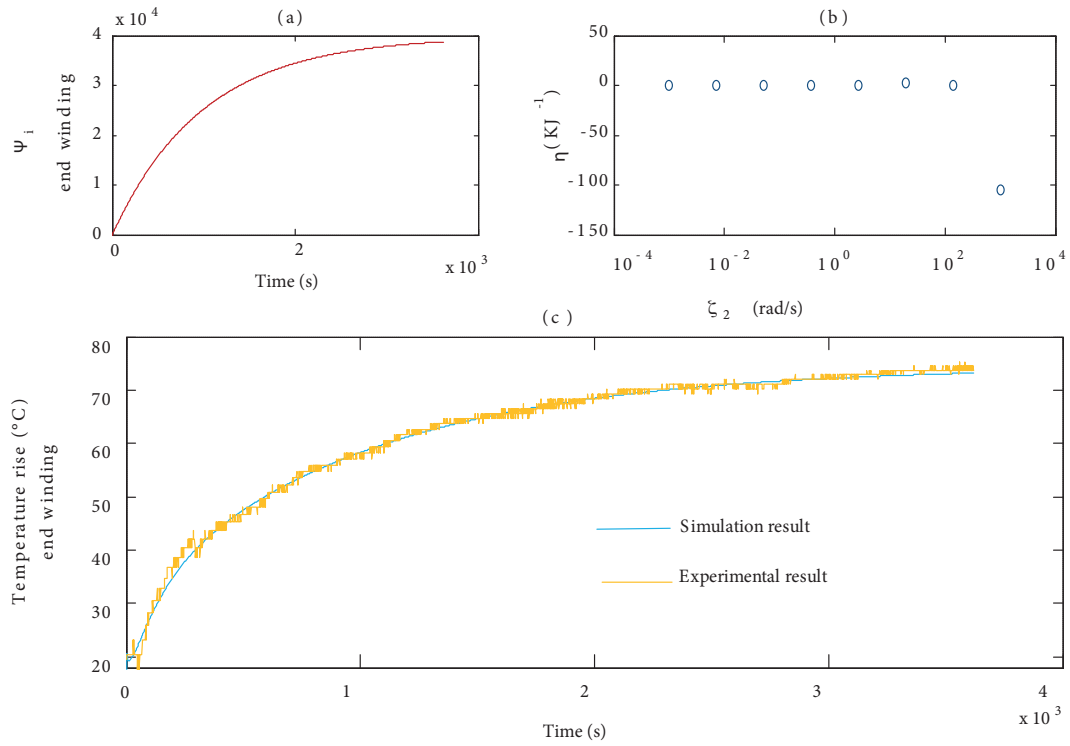 x 10 4
(a)
4
3
2
1
0
Ψ i
end winding
0
2
x 10 3
Time (s)
(b)
50
0
-50
-100
-150
η(KJ -1)
10 -4
10 -2
10 0
10 2
10 4
ζ 2 (rad/s)
(c)
80
70
60
50
40
30
20
Temperature rise (°C)
end winding
Simulation result
Experimental result
0
1
2
3
4
x 10 3
Time (s)